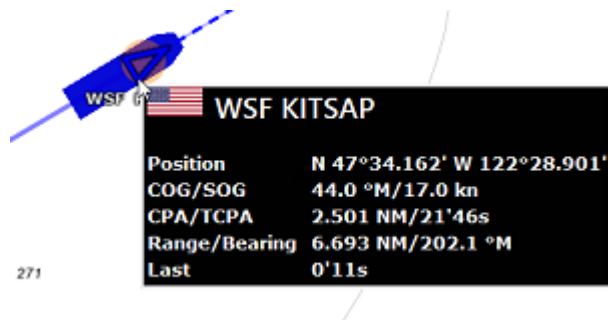 WSF
WSF KITSAP
Position N 47°34.162' W 122°28.901'
COG/SOG 44.0 °M/17.0 kn
CPA/TCPA 2.501 NM/21'46s
Range/Bearing 6.693 NM/202.1 °M
Last 0'11s
271